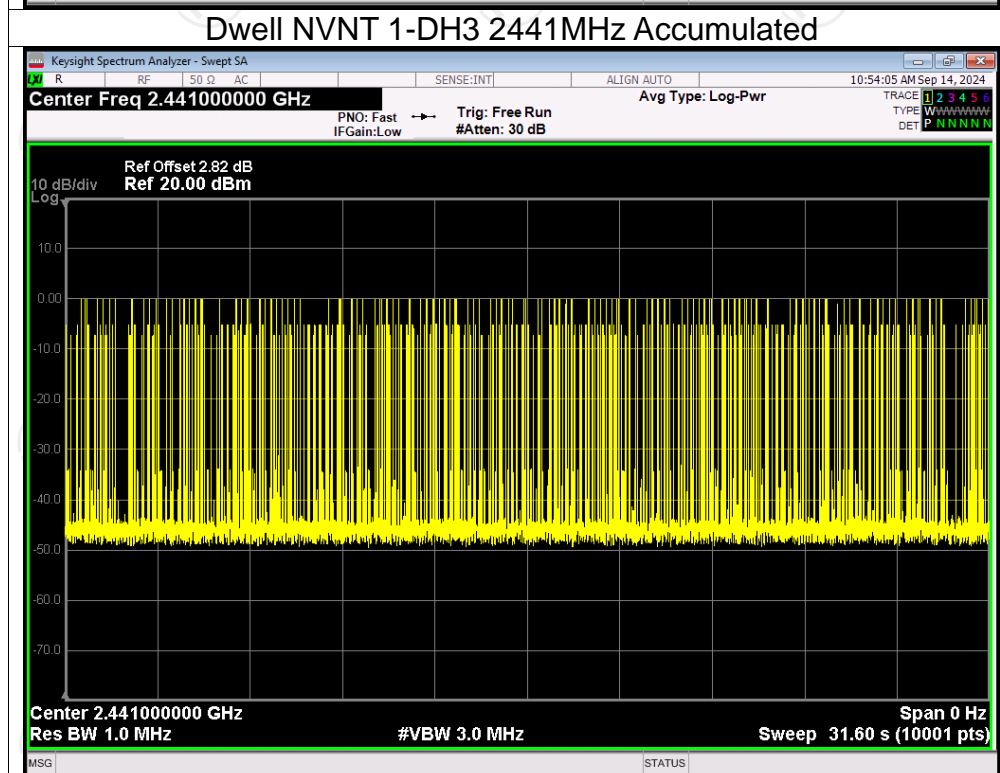 Dwell NVNT 1-DH3 2441MHz Accumulated
Keysight Spectrum Analyzer - Swept SA
LXI R RF 50 Ω AC SENSE:INT ALIGN AUTO 10:54:05 AM Sep 14, 2024
Center Freq 2.441000000 GHz
PNO: Fast
IFGain:Low
Trig: Free Run
#Atten: 30 dB
Avg Type: Log-Pwr
TRACE 1 2 3 4 5 6
TYPE WWWWWW
DET P N N N N N
Ref Offset 2.82 dB
10 dB/div Ref 20.00 dBm
Log
10.0
0.00
-10.0
-20.0
-30.0
-40.0
-50.0
-60.0
-70.0
Center 2.441000000 GHz Span 0 Hz
Res BW 1.0 MHz #VBW 3.0 MHz Sweep 31.60 s (10001 pts)
MSG STATUS